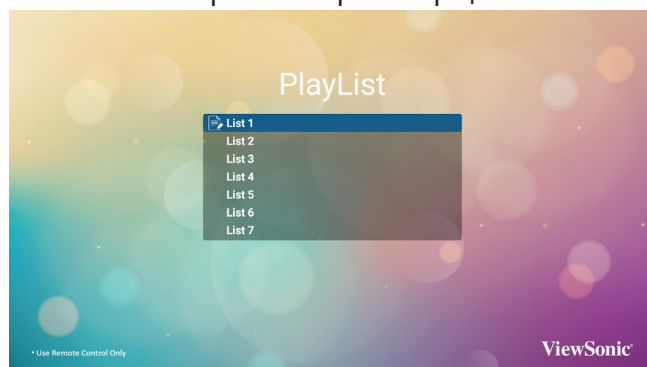 PlayList
List 1
List 2
List 3
List 4
List 5
List 6
List 7
• Use Remote Control Only
ViewSonic®